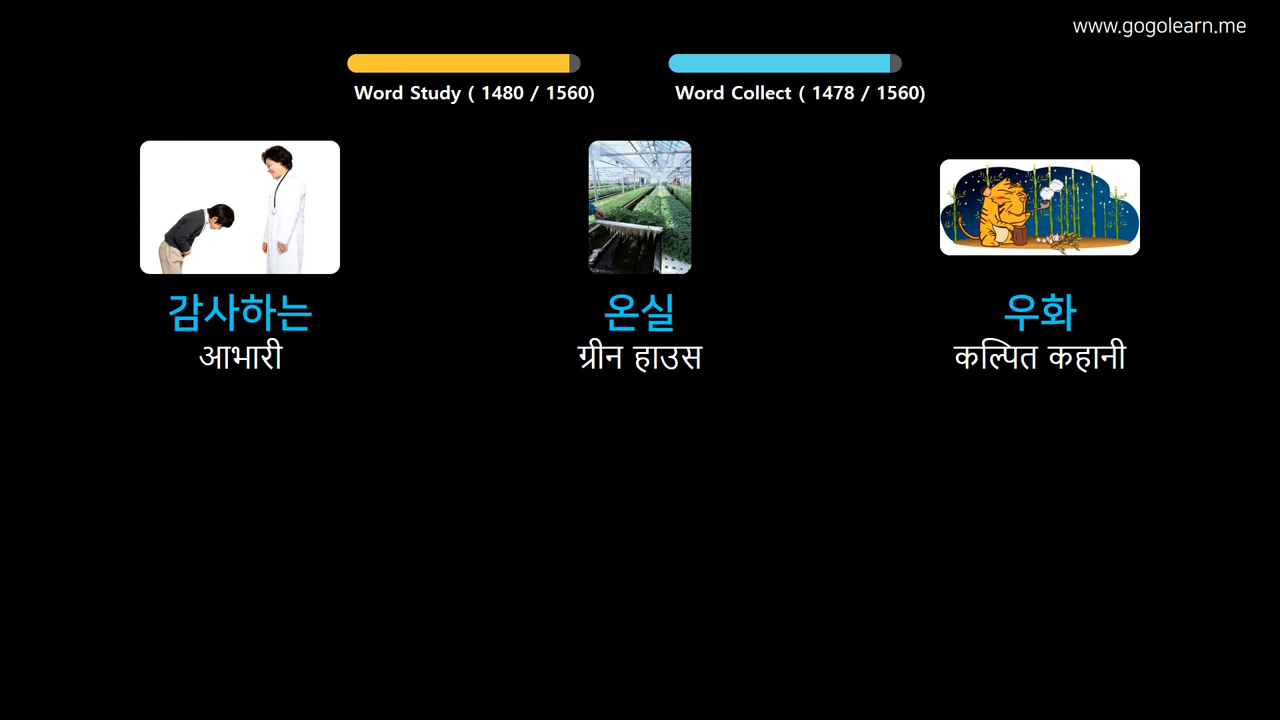 www.gogolearn.me
Word Study ( 1480 / 1560)
Word Collect ( 1478 / 1560)
감사하는
आभारी
온실
ग्रीन हाउस
우화
कल्पित कहानी